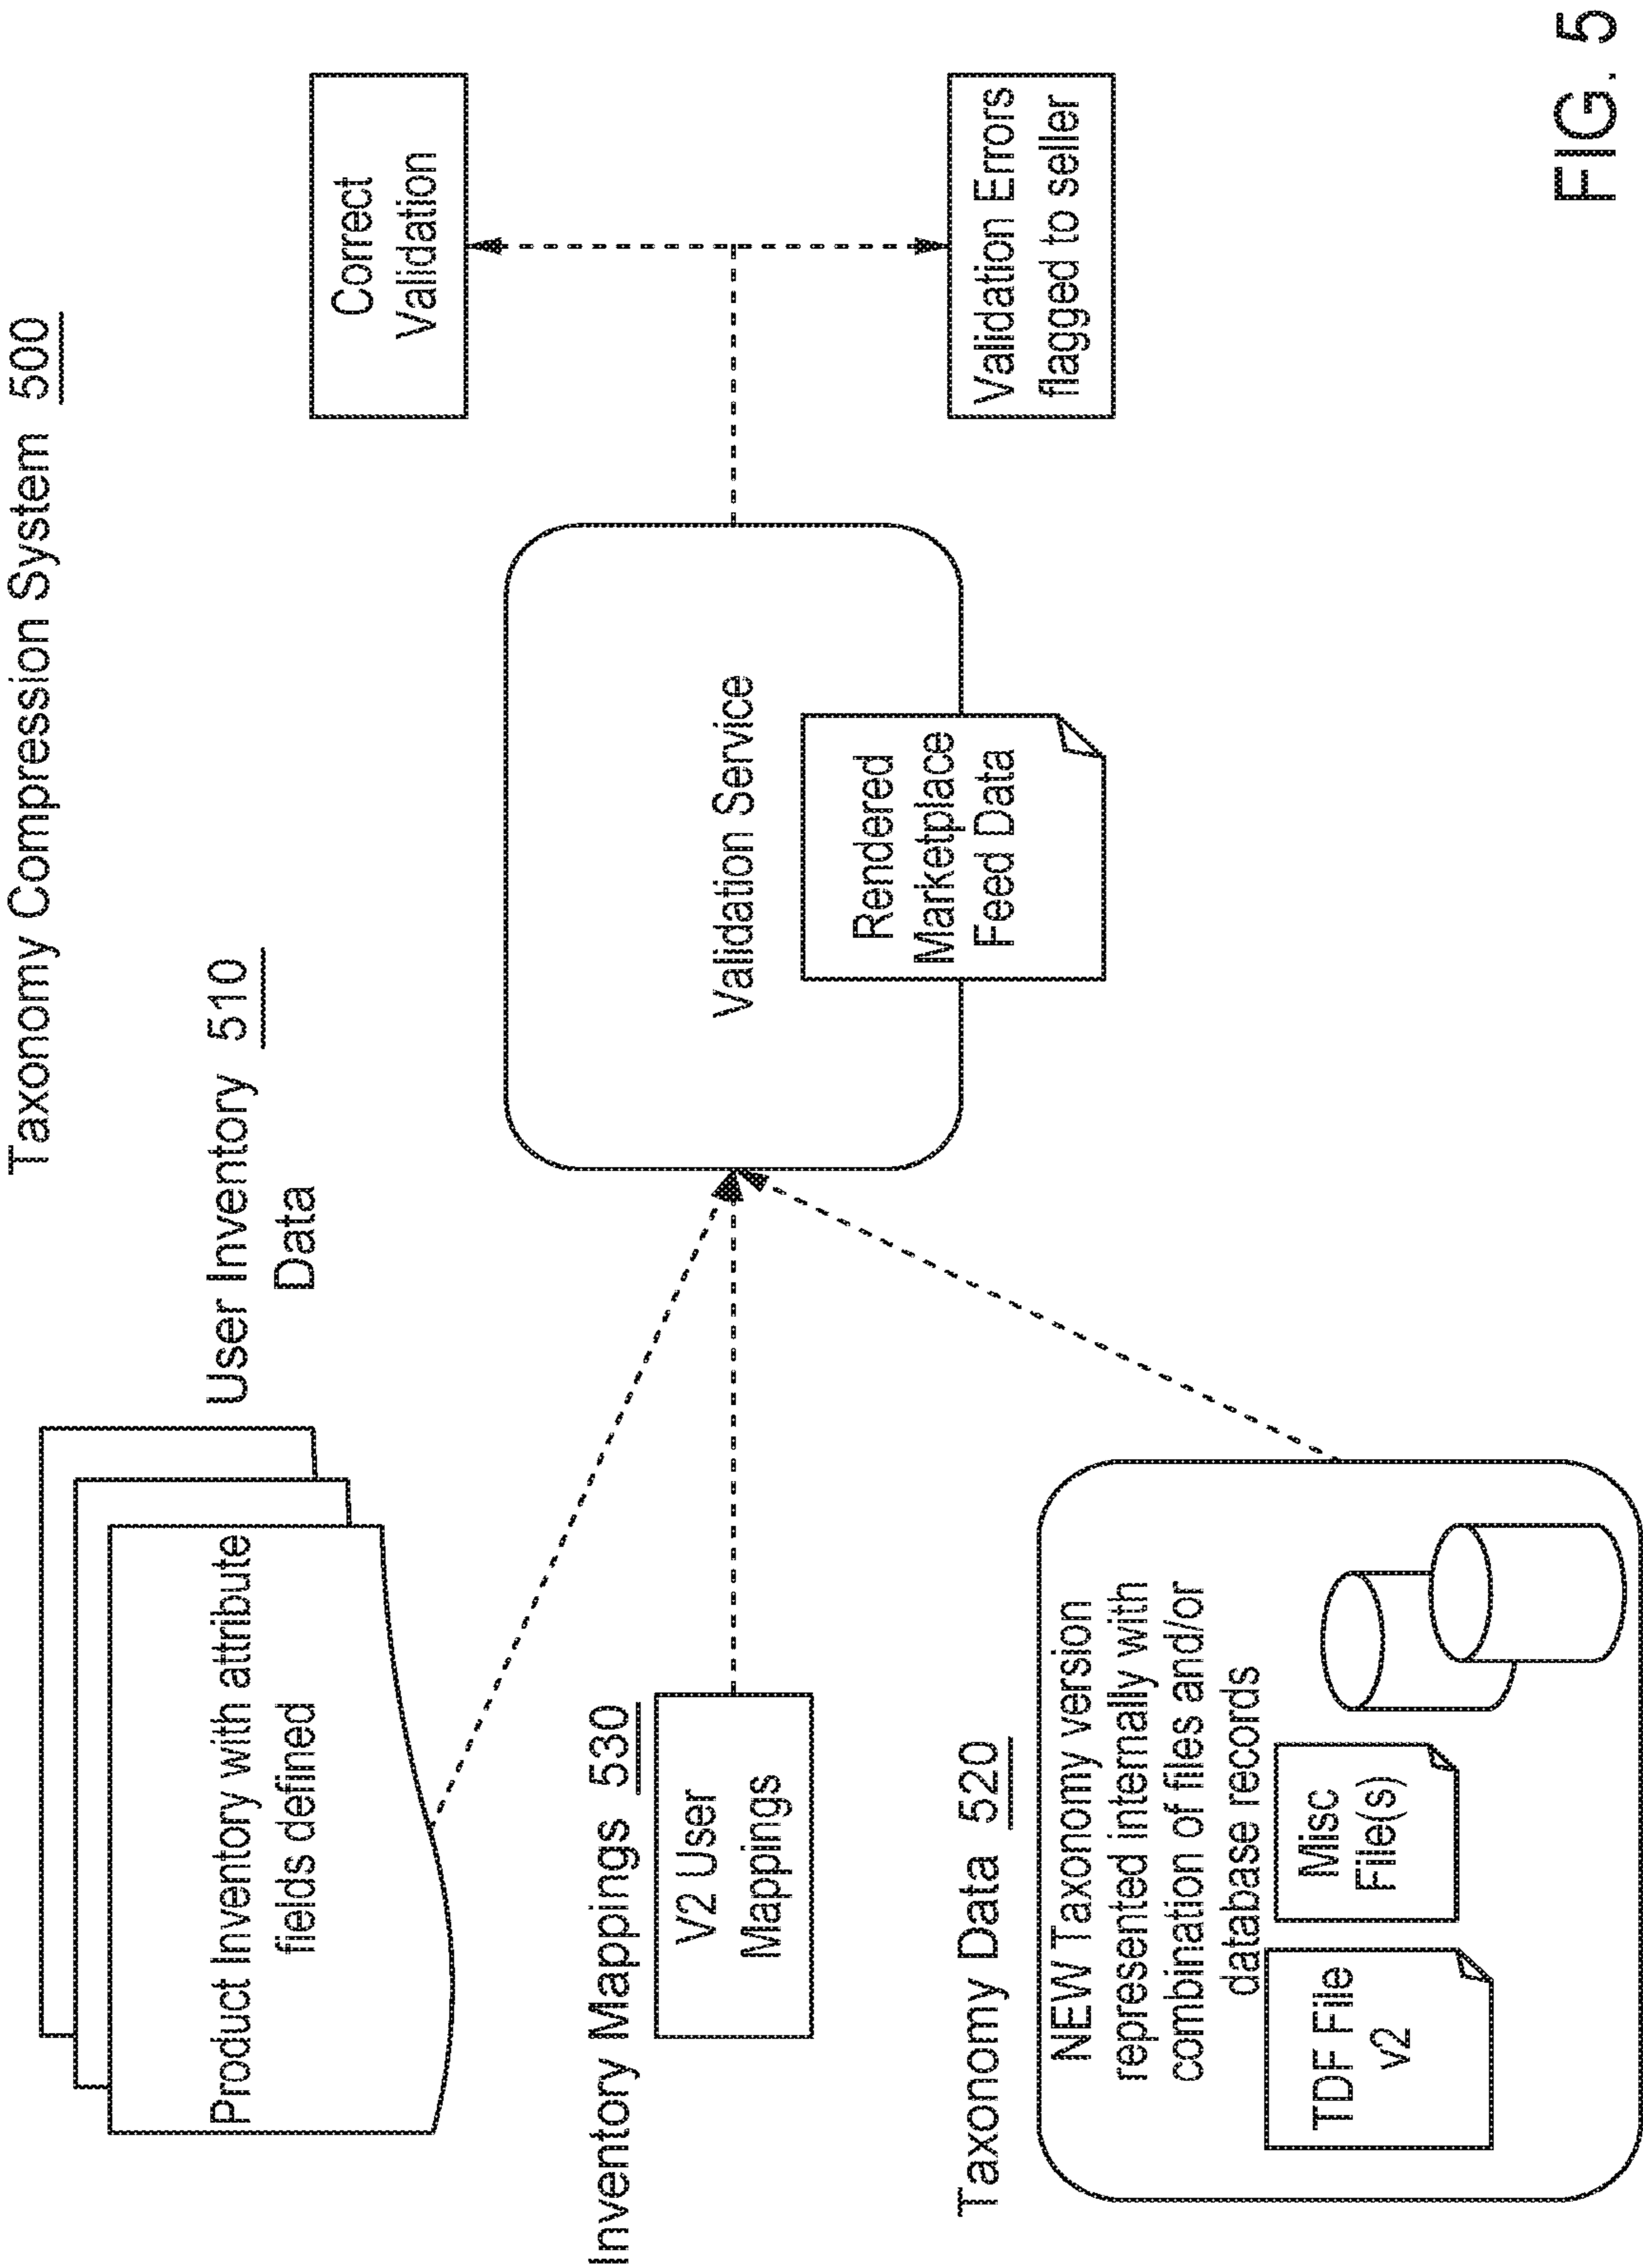 Taxonomy Compression System 500
User Inventory 510
Data
Product Inventory with attribute
fields defined
Inventory Mappings 530
V2 User
Mappings
Taxonomy Data 520
NEW Taxonomy version
represented internally with
combination of files and/or
database records
TDF File
v2
Misc
File(s)
Validation Service
Rendered
Marketplace
Feed Data
Correct
Validation
Validation Errors
flagged to seller
FIG. 5